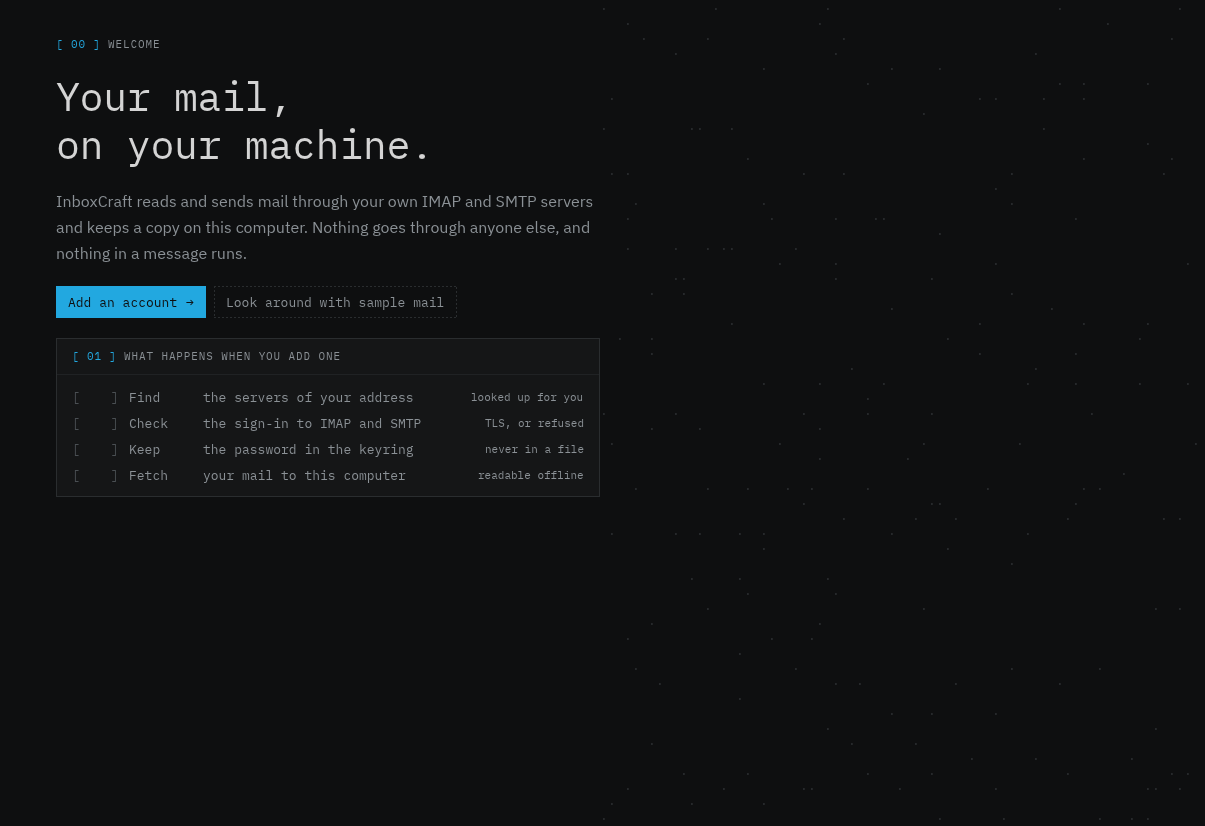 [ 00 ] WELCOME
Your mail,
on your machine.
InboxCraft reads and sends mail through your own IMAP and SMTP servers
and keeps a copy on this computer. Nothing goes through anyone else, and
nothing in a message runs.
Add an account → Look around with sample mail
[ 01 ] WHAT HAPPENS WHEN YOU ADD ONE
[ ] Find the servers of your address looked up for you
[ ] Check the sign-in to IMAP and SMTP TLS, or refused
[ ] Keep the password in the keyring never in a file
[ ] Fetch your mail to this computer readable offline